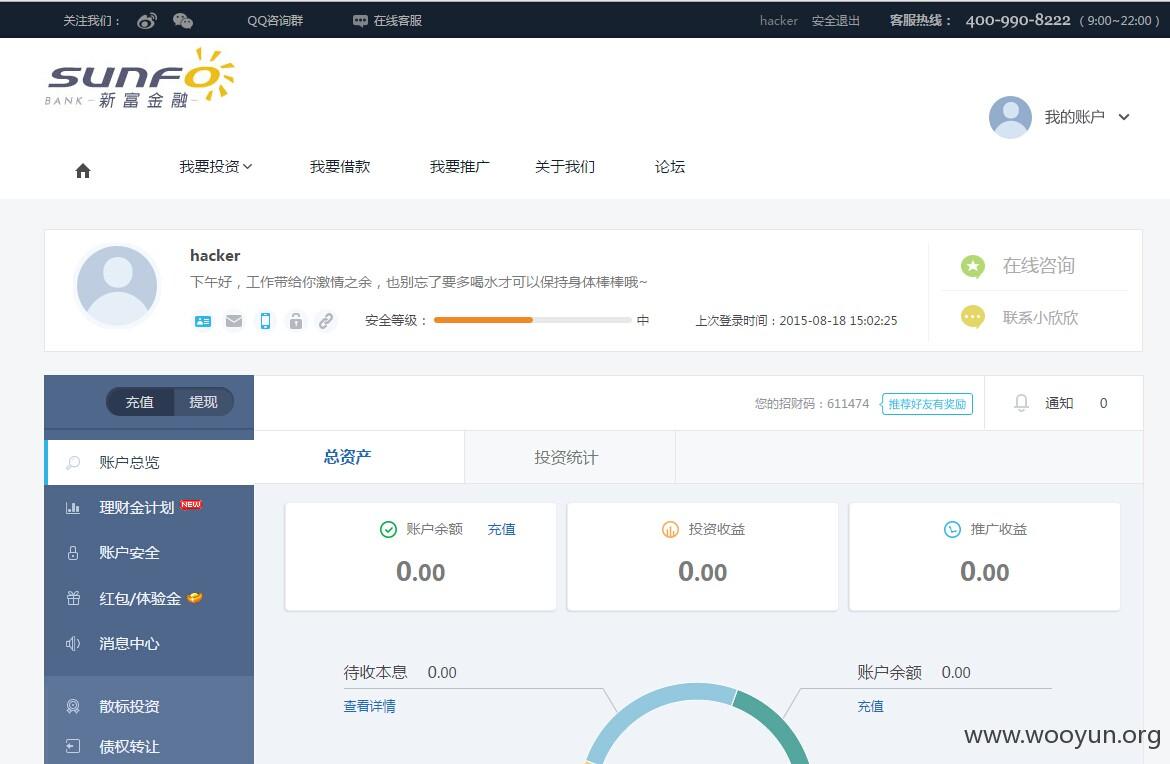 关注我们： QQ咨询群 在线客服 hacker 安全退出 客服热线： 400-990-8222 （ 9:00~22:00 ）
SUNFO
BANK 新富金融
我的账户
我要投资 我要借款 我要推广 关于我们 论坛
hacker
下午好，工作带给你激情之余，也别忘了要多喝水才可以保持身体棒棒哦~
安全等级： 中 上次登录时间：2015-08-18 15:02:25
在线咨询
联系小欣欣
充值 提现
您的招财码：611474 推荐好友有奖励 通知 0
账户总览
理财金计划 NEW
账户安全
红包/体验金
消息中心
散标投资
债权转让
总资产 投资统计
账户余额 充值 投资收益 推广收益
0.00 0.00 0.00
待收本息 0.00 账户余额 0.00
查看详情 充值
www.wooyun.org